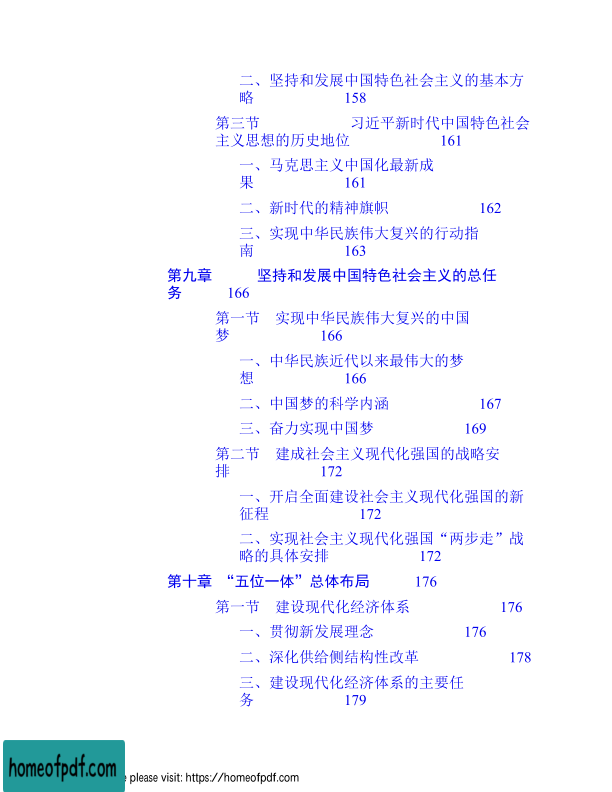 二、坚持和发展中国特色社会主义的基本方
略 158
第三节 习近平新时代中国特色社会
主义思想的历史地位 161
一、马克思主义中国化最新成
果 161
二、新时代的精神旗帜 162
三、实现中华民族伟大复兴的行动指
南 163
第九章 坚持和发展中国特色社会主义的总任
务 166
第一节 实现中华民族伟大复兴的中国
梦 166
一、中华民族近代以来最伟大的梦
想 166
二、中国梦的科学内涵 167
三、奋力实现中国梦 169
第二节 建成社会主义现代化强国的战略安
排 172
一、开启全面建设社会主义现代化强国的新
征程 172
二、实现社会主义现代化强国“两步走”战
略的具体安排 172
第十章 “五位一体”总体布局 176
第一节 建设现代化经济体系 176
一、贯彻新发展理念 176
二、深化供给侧结构性改革 178
三、建设现代化经济体系的主要任
务 179
homeofpdf.com
please visit: https://homeofpdf.com